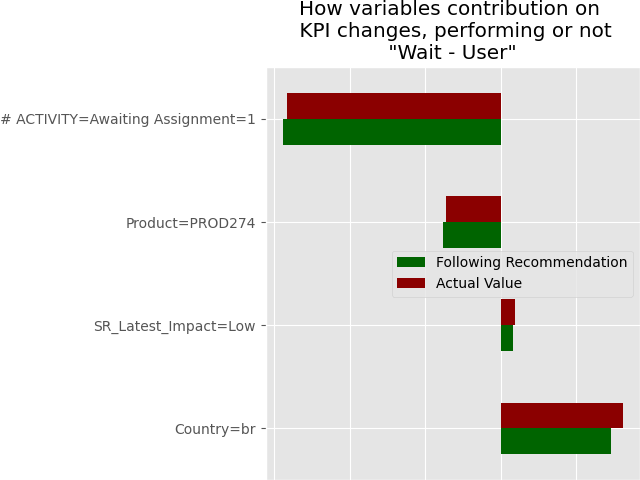 How variables contribution on
KPI changes, performing or not
"Wait - User"
# ACTIVITY=Awaiting Assignment=1
Product=PROD274
Following Recommendation
Actual Value
SR_Latest_Impact=Low
Country=br